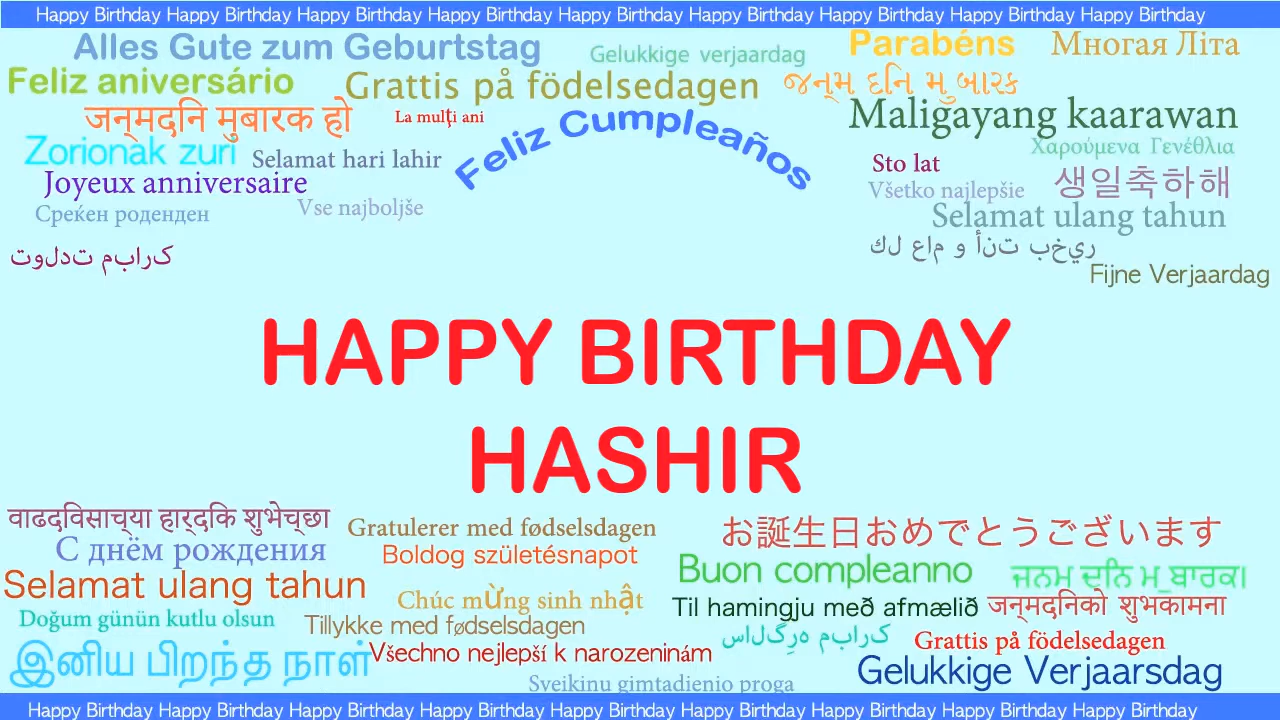 Happy Birthday Happy Birthday Happy Birthday Happy Birthday Happy Birthday Happy Birthday Happy Birthday Happy Birthday Happy Birthday
Alles Gute zum Geburtstag
Gelukkige verjaardag
Parabéns
Многая Літа
Feliz aniversário
Grattis på födelsedagen
જન્મ દિન મુબારક
जन्मदिन मुबारक हो
La mulţi ani
Feliz Cumpleaños
Maligayang kaarawan
Zorionak zuri
Selamat hari lahir
Χαρούμενα Γενέθλια
Sto lat
Joyeux anniversaire
Všetko najlepšie
생일축하해
Среќен роденден
Vse najboljše
Selamat ulang tahun
تولدت مبارک
كل عام و أنت بخير
Fijne Verjaardag
HAPPY BIRTHDAY
HASHIR
वाढदिवसाच्या हार्दिक शुभेच्छा
Gratulerer med fødselsdagen
お誕生日おめでとうございます
С днём рождения
Boldog születésnapot
Buon compleanno
ਜਨਮ ਦਿਨ ਮੁਬਾਰਕ।
Selamat ulang tahun
Chúc mừng sinh nhật
Til hamingju með afmælið
जन्मदिनको शुभकामना
Doğum günün kutlu olsun
Tillykke med fødselsdagen
سالگرہ مبارک
Grattis på födelsedagen
இனிய பிறந்த நாள்
Všechno nejlepší k narozeninám
Gelukkige Verjaarsdag
Sveikinu gimtadienio proga
Happy Birthday Happy Birthday Happy Birthday Happy Birthday Happy Birthday Happy Birthday Happy Birthday Happy Birthday Happy Birthday